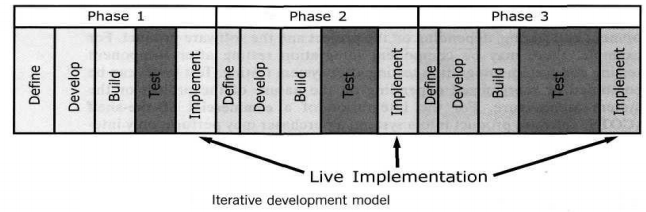 Phase 1 Phase 2 Phase 3
Define Develop Build Test Implement Define Develop Build Test Implement Define Develop Build Test Implement
Live Implementation
Iterative development model